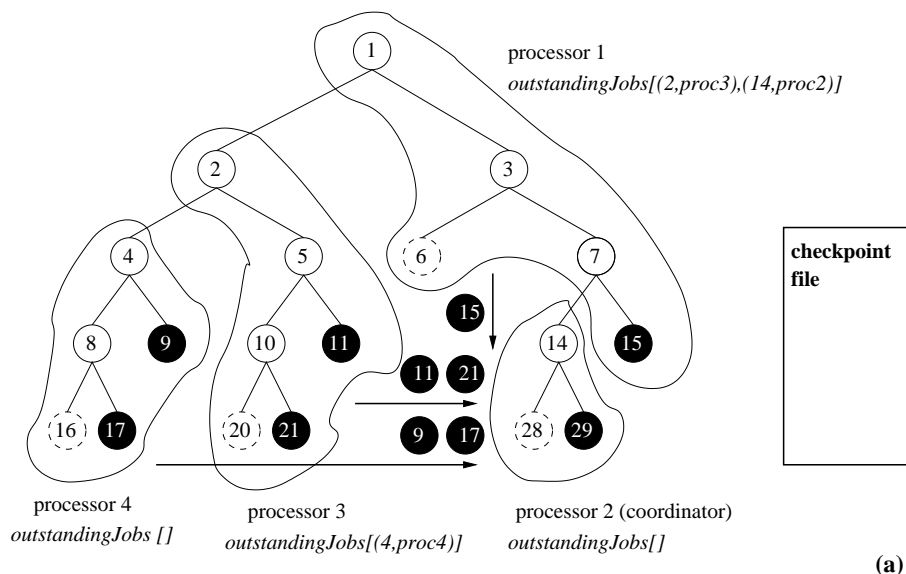 1
processor 1
outstandingJobs[(2,proc3),(14,proc2)]
2
3
4
5
6
7
checkpoint
file
15
8
9
10
11
14
15
11
21
16
17
20
21
9
17
28
29
processor 4
outstandingJobs []
processor 3
outstandingJobs[(4,proc4)]
processor 2 (coordinator)
outstandingJobs[]
(a)